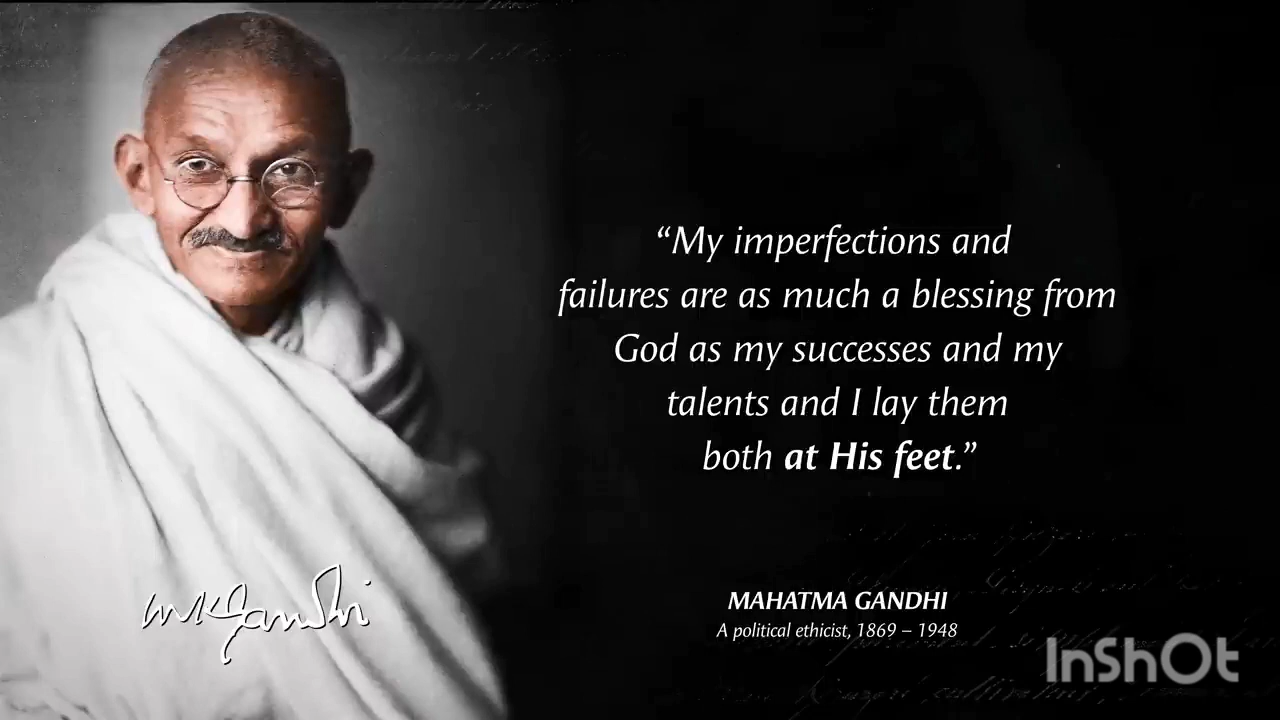 “My imperfections and
failures are as much a blessing from
God as my successes and my
talents and I lay them
both at His feet.”
MKGandhi
MAHATMA GANDHI
A political ethicist, 1869 – 1948
InShOt